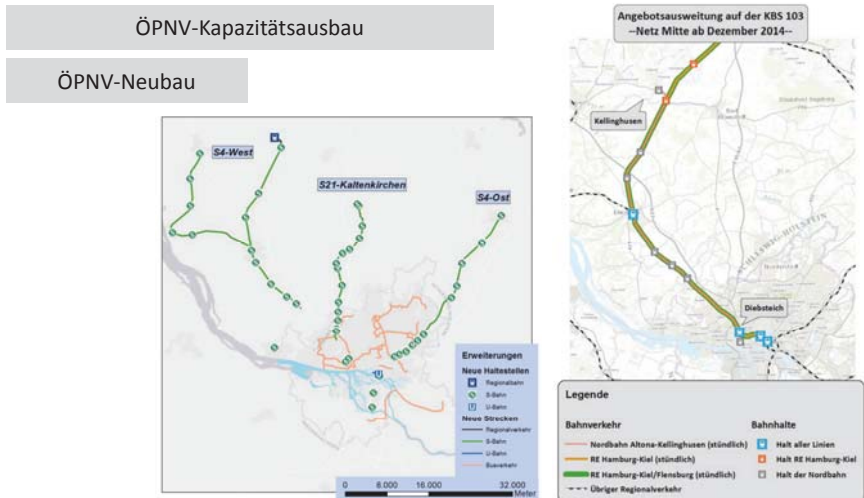 ÖPNV-Kapazitätsausbau
ÖPNV-Neubau
S4-West
S21-Kaltenkirchen
S4-Ost
Erweiterungen
Neue Haltestellen
Regionalbahn
S-Bahn
U-Bahn
Neue Strecken
Regionalverkehr
S-Bahn
U-Bahn
Busverkehr
0 8.000 16.000 32.000
Meter
Angebotsausweitung auf der KBS 103
--Netz Mitte ab Dezember 2014--
Kellinghusen
SCHLESWIG-HOLSTEIN
Diebsteich
Legende
Bahnverkehr
Nordbahn Altona-Kellinghusen (stündlich)
RE Hamburg-Kiel (stündlich)
RE Hamburg-Kiel/Flensburg (stündlich)
Übriger Regionalverkehr
Bahnhalte
Halt aller Linien
Halt RE Hamburg-Kiel
Halt der Nordbahn